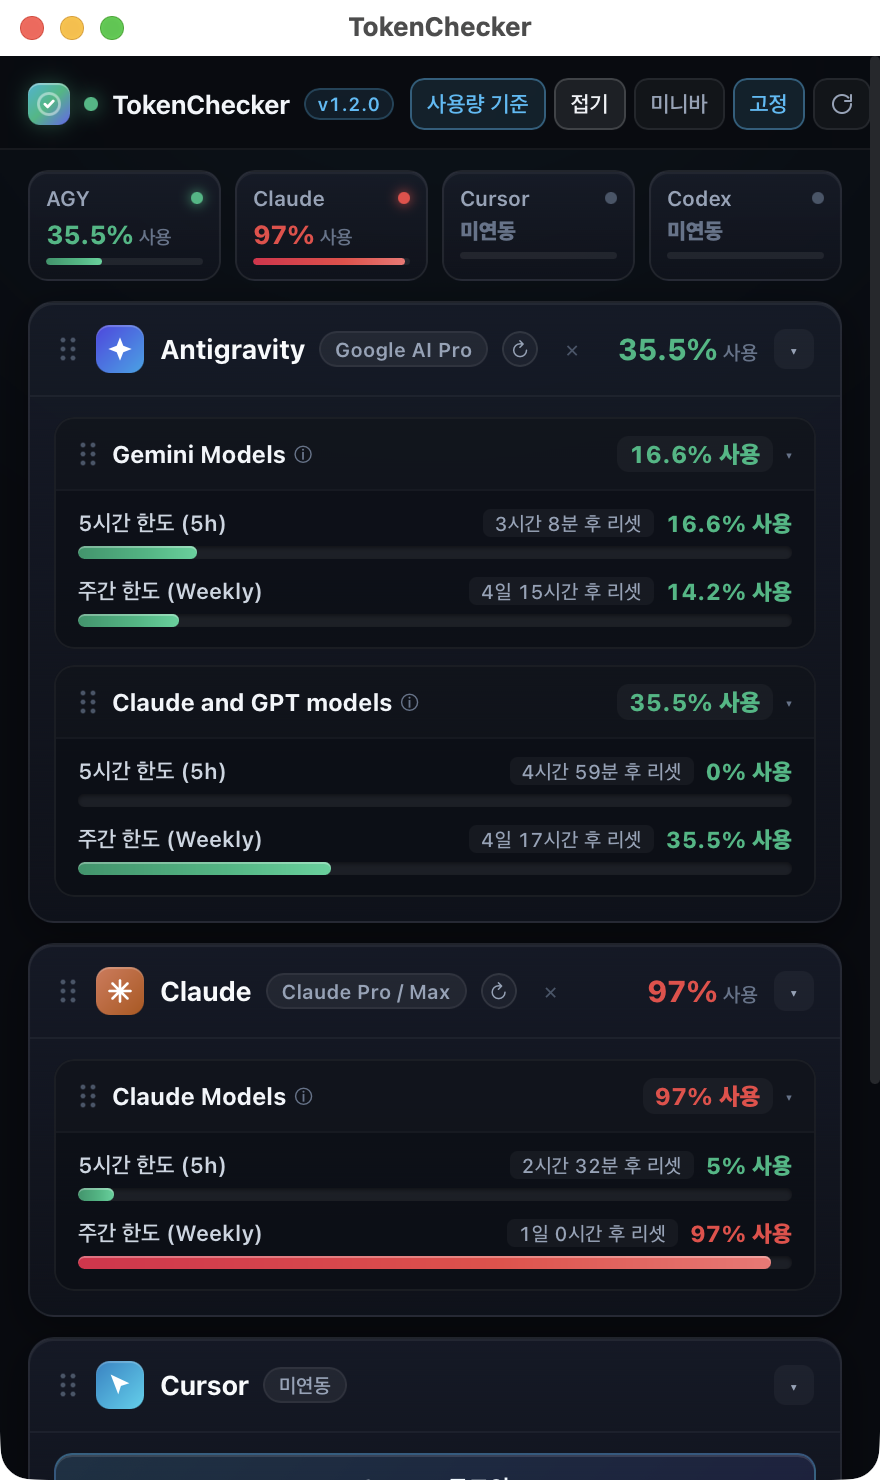 TokenChecker
TokenChecker v1.2.0 사용량 기준 접기 미니바 고정
AGY
35.5% 사용
Claude
97% 사용
Cursor
미연동
Codex
미연동
Antigravity Google AI Pro × 35.5% 사용
Gemini Models 16.6% 사용
5시간 한도 (5h) 3시간 8분 후 리셋 16.6% 사용
주간 한도 (Weekly) 4일 15시간 후 리셋 14.2% 사용
Claude and GPT models 35.5% 사용
5시간 한도 (5h) 4시간 59분 후 리셋 0% 사용
주간 한도 (Weekly) 4일 17시간 후 리셋 35.5% 사용
Claude Claude Pro / Max × 97% 사용
Claude Models 97% 사용
5시간 한도 (5h) 2시간 32분 후 리셋 5% 사용
주간 한도 (Weekly) 1일 0시간 후 리셋 97% 사용
Cursor 미연동